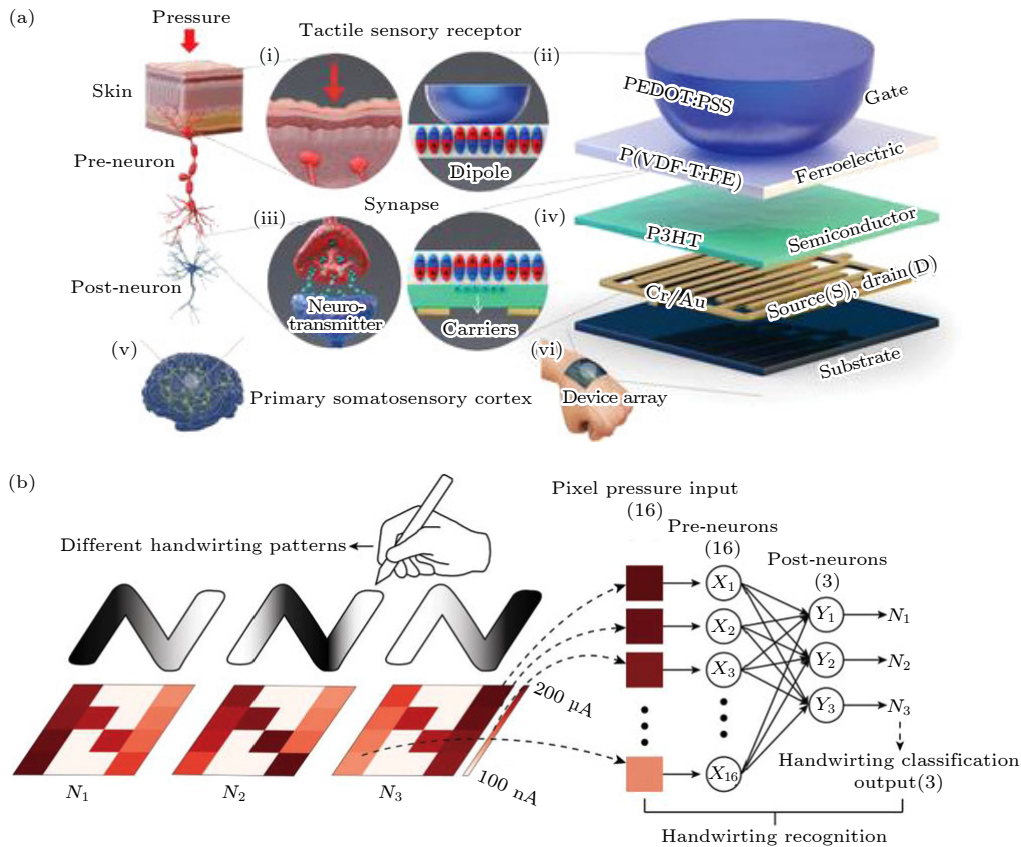 (a)
Pressure
Skin
Pre-neuron
Post-neuron
Tactile sensory receptor
(i)
(ii)
Dipole
Synapse
(iii)
Neuro-
transmitter
(iv)
Carriers
(v)
Primary somatosensory cortex
(vi)
Device array
PEDOT:PSS
Gate
P(VDF-TrFE)
Ferroelectric
P3HT
Semiconductor
Cr/Au
Source(S), drain(D)
Substrate
(b)
Different handwirting patterns
N1
N2
N3
200 μA
100 nA
Pixel pressure input
(16)
Pre-neurons
(16)
Post-neurons
(3)
X1
X2
X3
X16
Y1
Y2
Y3
N1
N2
N3
Handwirting classification
output(3)
Handwirting recognition